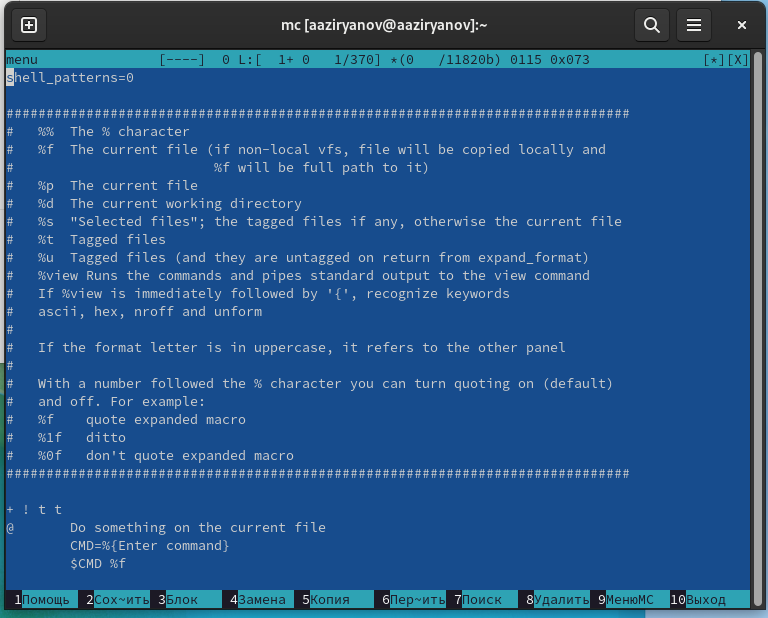 mc [aaziryanov@aaziryanov]:~
menu [----] 0 L:[ 1+ 0 1/370] *(0 /11820b) 0115 0x073 [*][X]
shell_patterns=0
###############################################################################
# %% The % character
# %f The current file (if non-local vfs, file will be copied locally and
# %f will be full path to it)
# %p The current file
# %d The current working directory
# %s "Selected files"; the tagged files if any, otherwise the current file
# %t Tagged files
# %u Tagged files (and they are untagged on return from expand_format)
# %view Runs the commands and pipes standard output to the view command
# If %view is immediately followed by '{', recognize keywords
# ascii, hex, nroff and unform
#
# If the format letter is in uppercase, it refers to the other panel
#
# With a number followed the % character you can turn quoting on (default)
# and off. For example:
# %f quote expanded macro
# %1f ditto
# %0f don't quote expanded macro
###############################################################################
+ ! t t
@ Do something on the current file
CMD=%{Enter command}
$CMD %f
1Помощь 2Сох~ить 3Блок 4Замена 5Копия 6Пер~ить 7Поиск 8Удалить 9МенюMC 10Выход